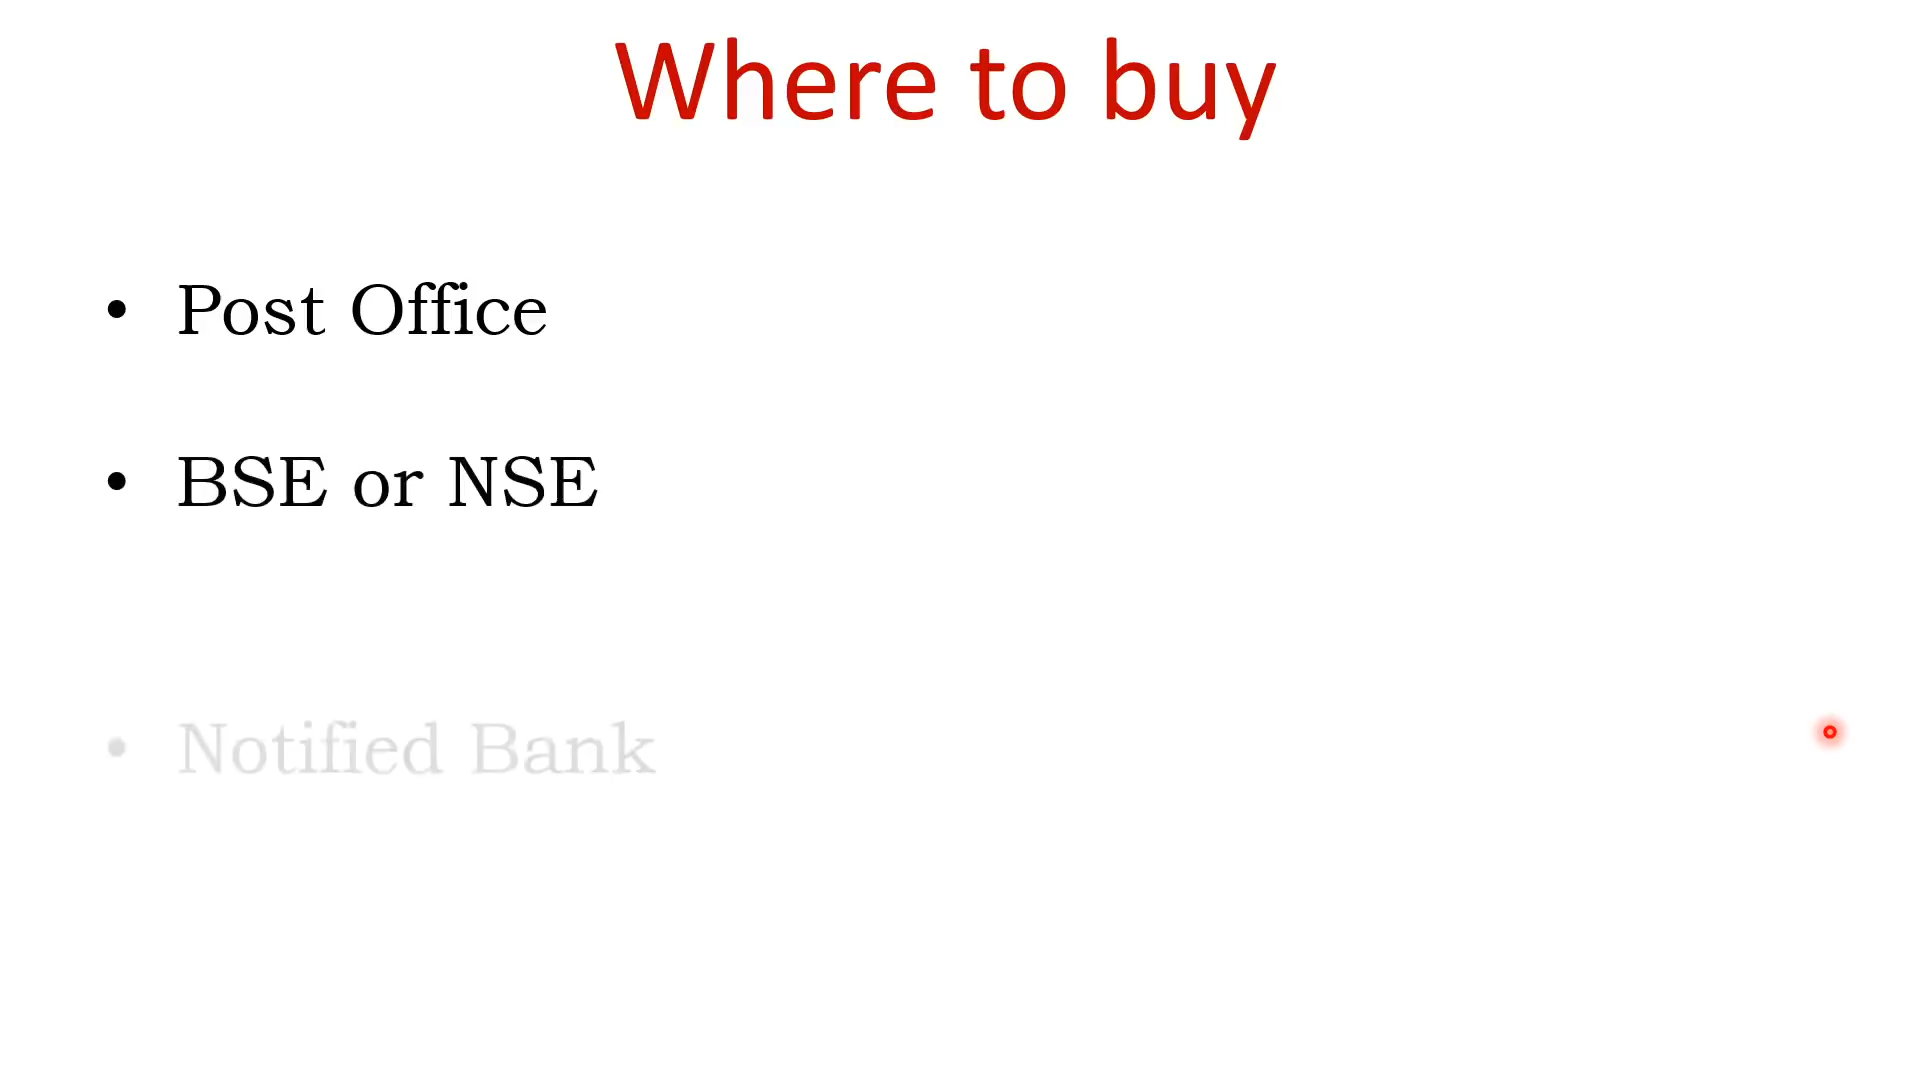 Where to buy
• Post Office
• BSE or NSE
• Notified Bank